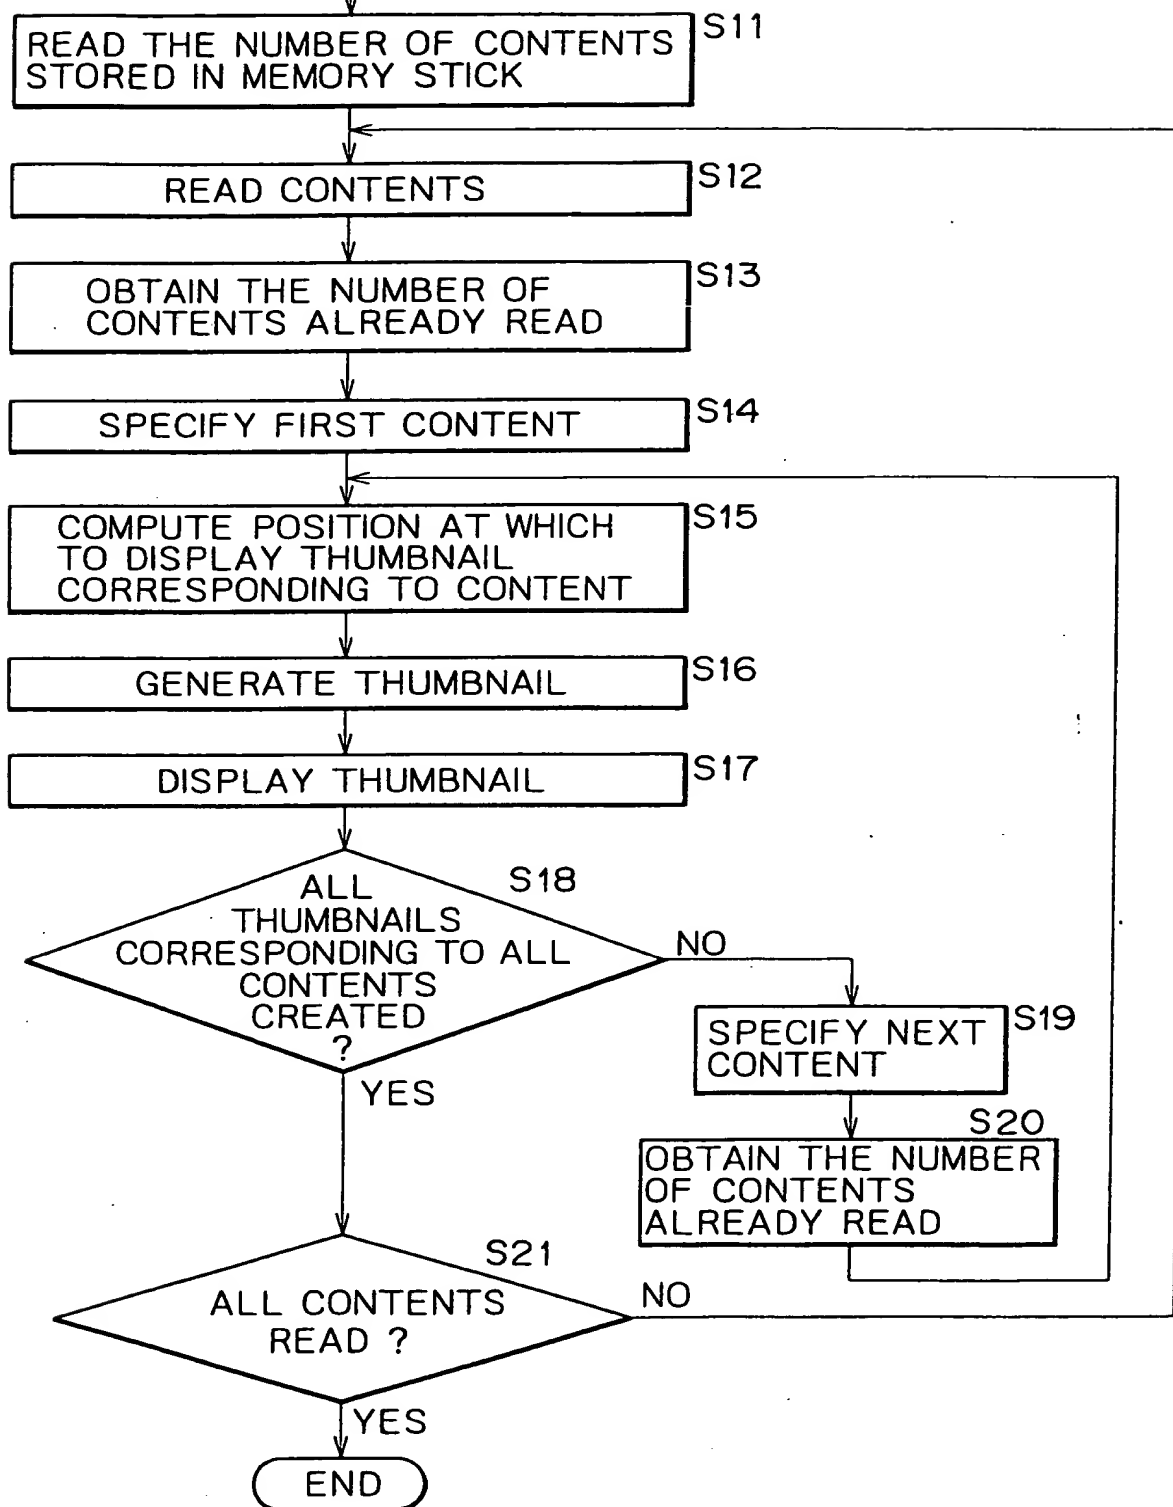 S11
READ THE NUMBER OF CONTENTS
STORED IN MEMORY STICK
S12
READ CONTENTS
S13
OBTAIN THE NUMBER OF
CONTENTS ALREADY READ
S14
SPECIFY FIRST CONTENT
S15
COMPUTE POSITION AT WHICH
TO DISPLAY THUMBNAIL
CORRESPONDING TO CONTENT
S16
GENERATE THUMBNAIL
S17
DISPLAY THUMBNAIL
S18
ALL
THUMBNAILS
CORRESPONDING TO ALL
CONTENTS
CREATED
?
NO
YES
S19
SPECIFY NEXT
CONTENT
S20
OBTAIN THE NUMBER
OF CONTENTS
ALREADY READ
S21
ALL CONTENTS
READ ?
NO
YES
END